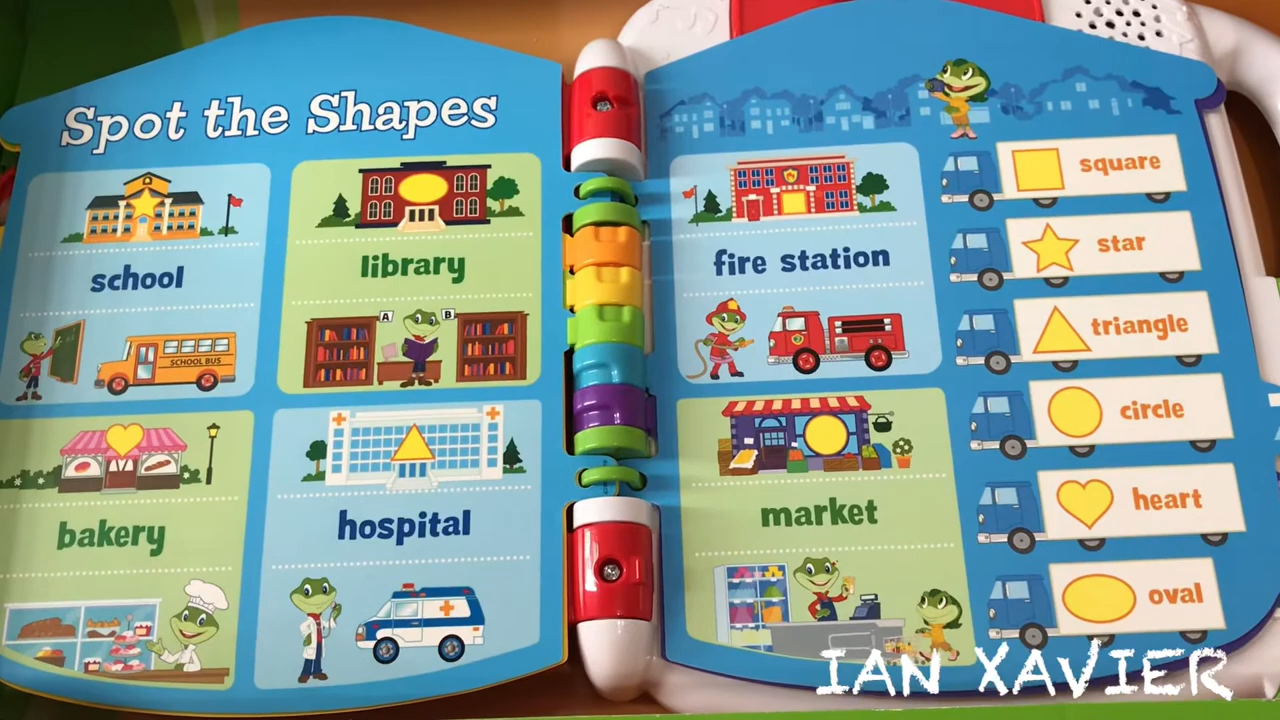 Spot the Shapes
school
library
A B
SCHOOL BUS
bakery
hospital
fire station
market
square
star
triangle
circle
heart
oval
IAN XAVIER